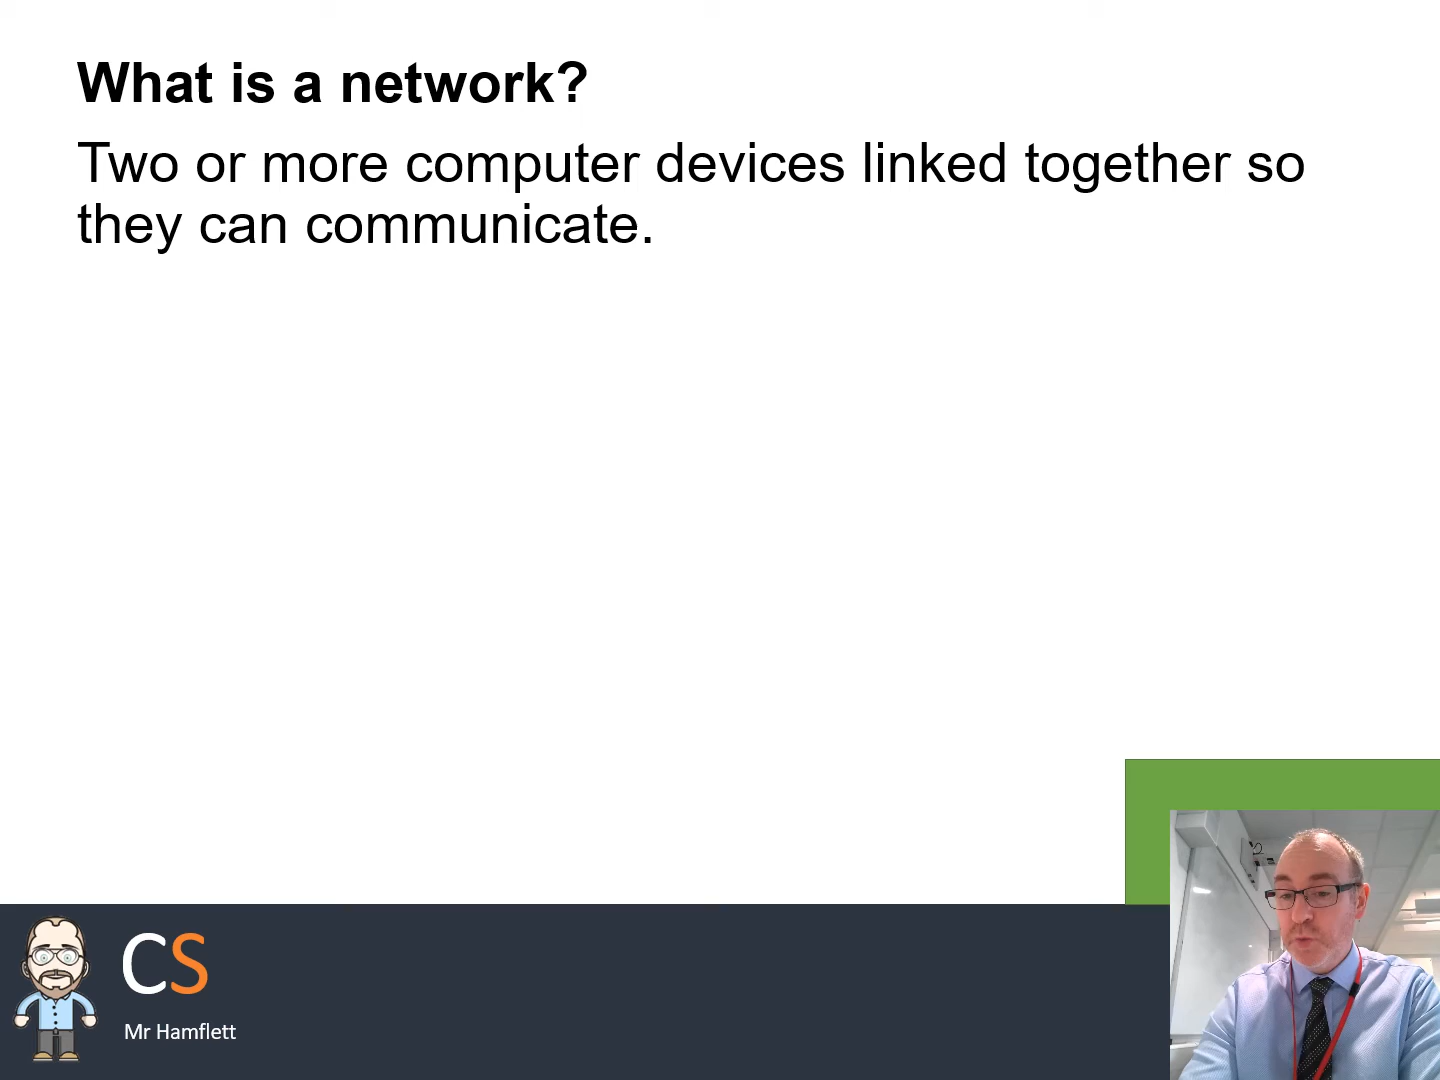 What is a network?
Two or more computer devices linked together so
they can communicate.
CS
Mr Hamflett